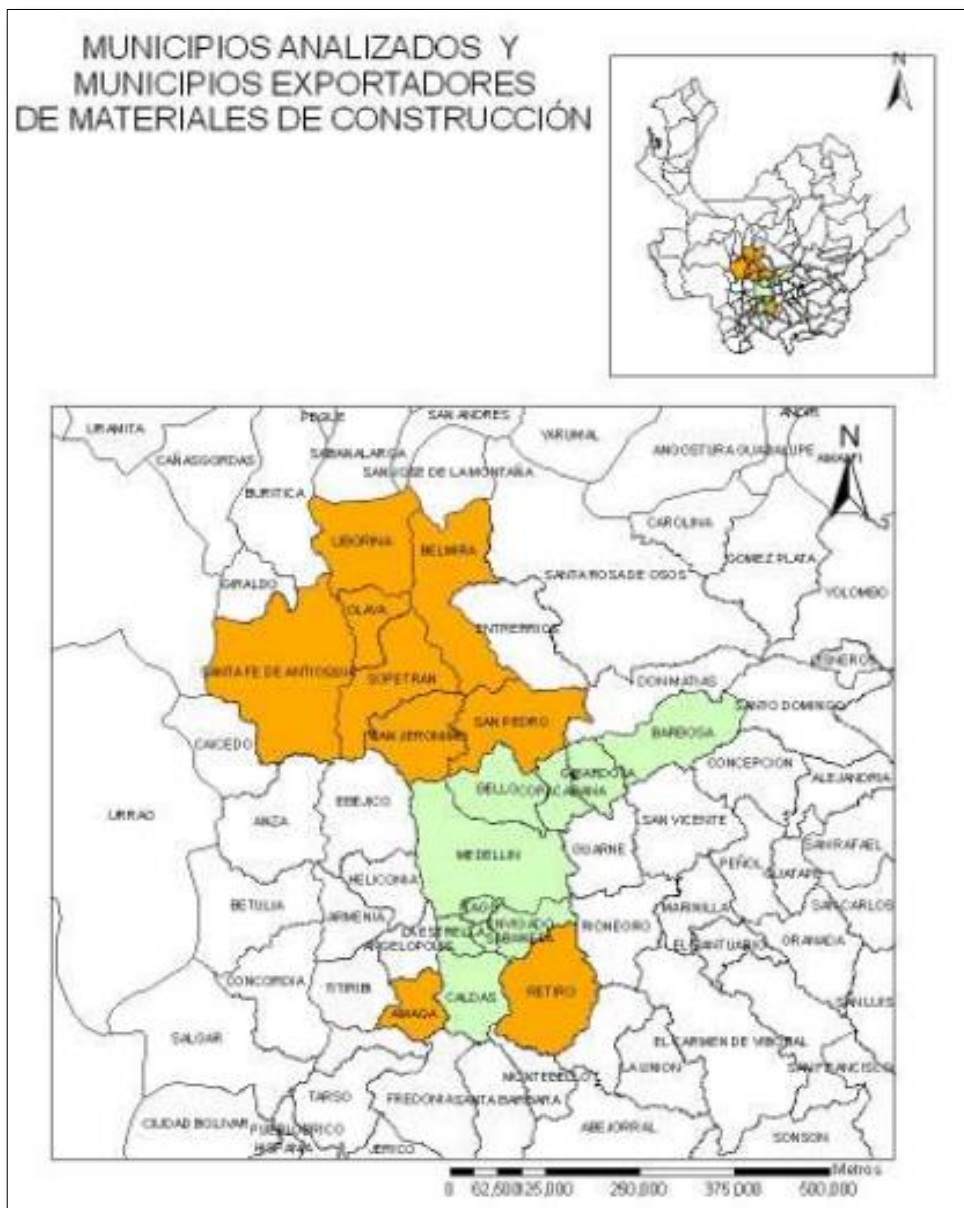 MUNICIPIOS ANALIZADOS Y
MUNICIPIOS EXPORTADORES
DE MATERIALES DE CONSTRUCCIÓN
N
PEQUE
SAN ANDRES
URAMITA
YARUMAL
CAÑASGORDAS
SABANALARGA
ANGOSTURA GUADALUPE
N
SAN JOSE DE LA MONTAÑA
BURITICA
CAROLINA
LIBORINA
BELMIRA
GOMEZ PLATA
GIRALDO
SANTA ROSA DE OSOS
YOLOMBO
OLAYA
ENTRERRIOS
CISNEROS
SANTA FE DE ANTIOQUIA
SOPETRAN
DON MATIAS
SANTO DOMINGO
SAN JERONIMO
SAN PEDRO
BARBOSA
CAICEDO
CONCEPCION
GIRARDOTA
ALEJANDRIA
BELLO
COPACABANA
EBEJICO
URRAO
ANZA
SAN VICENTE
MEDELLIN
GUARNE
SAN RAFAEL
PEÑOL
GUATAPE
HELICONIA
BETULIA
ITAGUI
MARINILLA
SAN CARLOS
ARMENIA
ENVIGADO
RIONEGRO
LA ESTRELLA
SABANETA
EL SANTUARIO
GRANADA
ANGELOPOLIS
CONCORDIA
TITIRIBI
RETIRO
CALDAS
SAN LUIS
AMAGA
SALGAR
EL CARMEN DE VIBORAL
LA UNION
SAN FRANCISCO
MONTEBELLO
TARSO
FREDONIA
SANTA BARBARA
CIUDAD BOLIVAR
PUEBLORRICO
ABEJORRAL
HISPANIA
JERICO
SONSON
Metros
0 62,500125,000 250,000 375,000 500,000